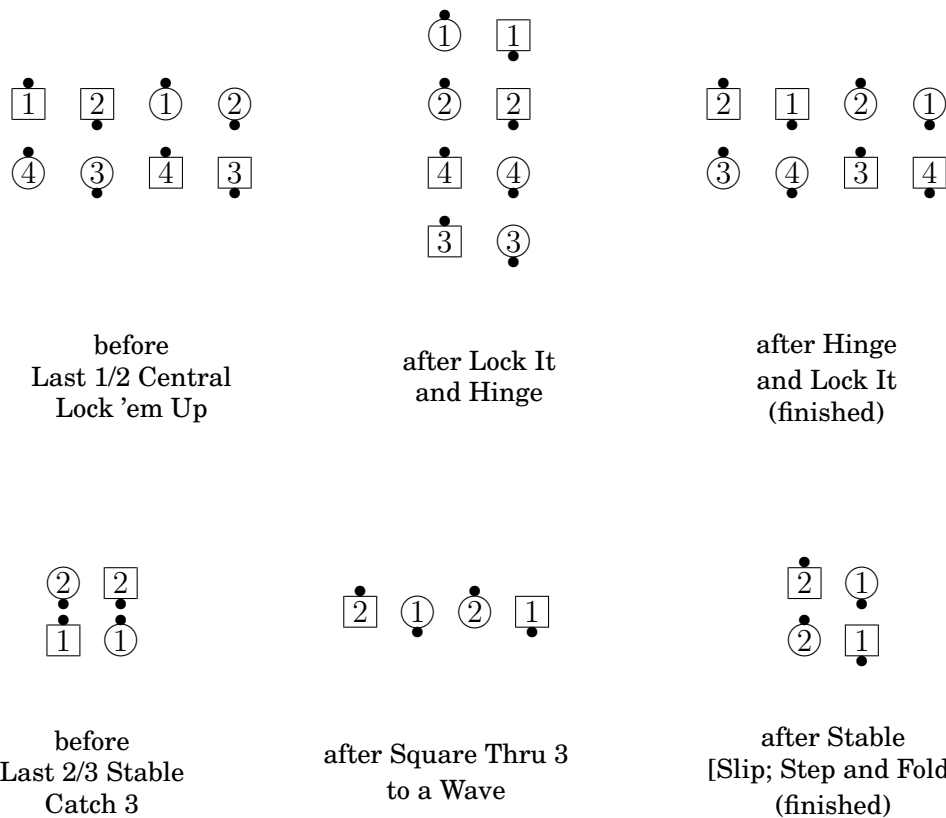 1 1
1 2 1 2
2 2
4 3 4 3
4 4
3 3
2 1 2 1
3 4 3 4
before
Last 1/2 Central
Lock ’em Up
after Lock It
and Hinge
after Hinge
and Lock It
(finished)
2 2
1 1
2 1 2 1
2 1
2 1
before
Last 2/3 Stable
Catch 3
after Square Thru 3
to a Wave
after Stable
[Slip; Step and Fold
(finished)